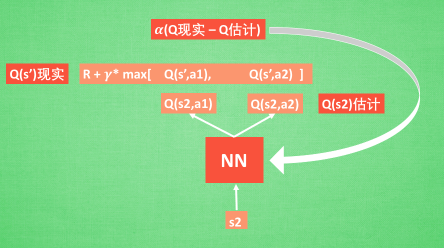 α(Q现实 – Q估计)
Q(s’)现实 R + γ* max[ Q(s’,a1), Q(s’,a2) ]
Q(s2,a1) Q(s2,a2) Q(s2)估计
NN
s2